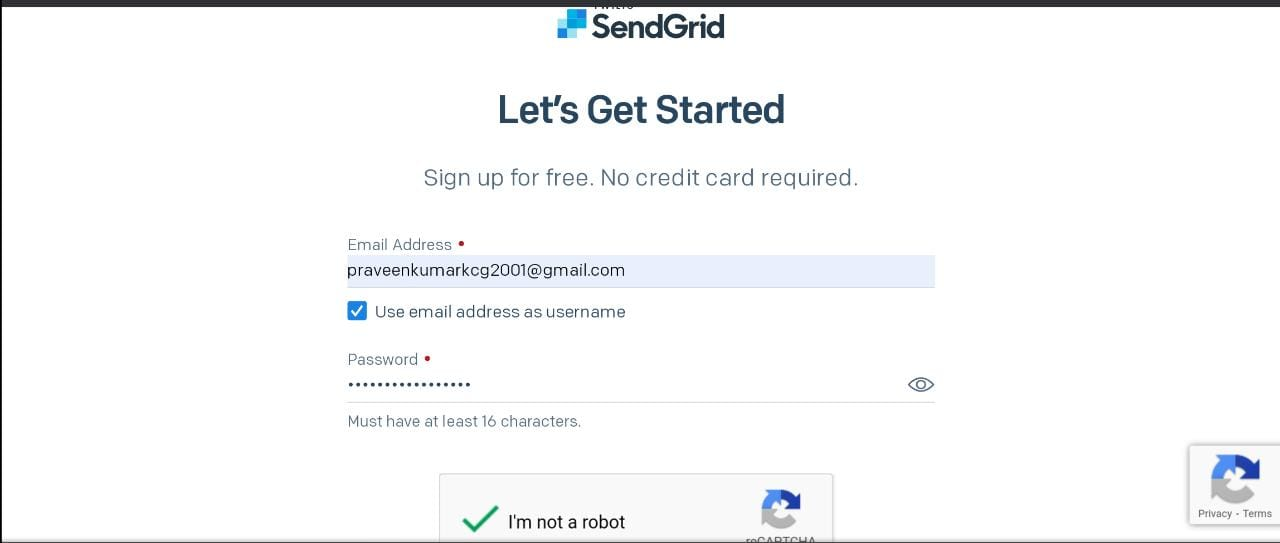 SendGrid
Let's Get Started
Sign up for free. No credit card required.
Email Address •
praveenkumarkcg2001@gmail.com
Use email address as username
Password •
•••••••••••••••••
Must have at least 16 characters.
I'm not a robot
reCAPTCHA
Privacy - Terms